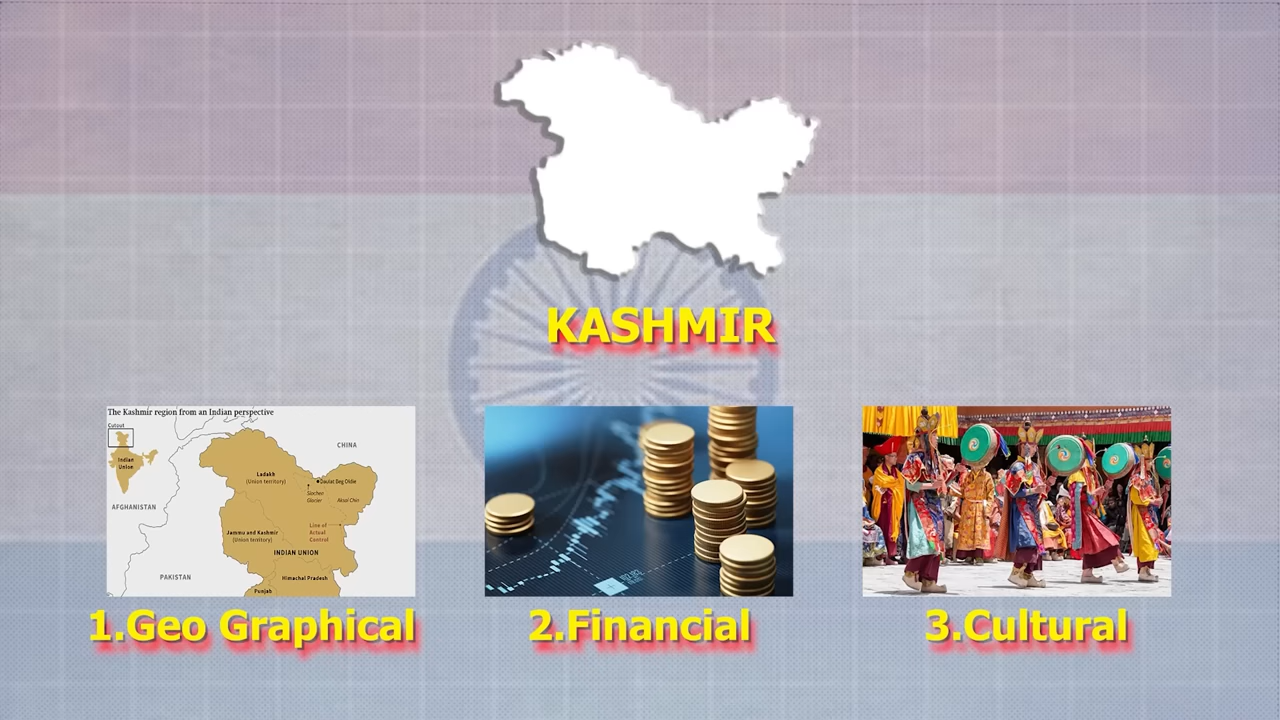 KASHMIR
The Kashmir region from an Indian perspective
Cutout
CHINA
Indian
Union
Ladakh
(Union territory)
Daulat Beg Oldie
Siachen
Glacier
Aksai Chin
AFGHANISTAN
Line of
Actual
Control
Jammu and Kashmir
(Union territory)
INDIAN UNION
PAKISTAN
Himachal Pradesh
Punjab
1.Geo Graphical
2.Financial
3.Cultural